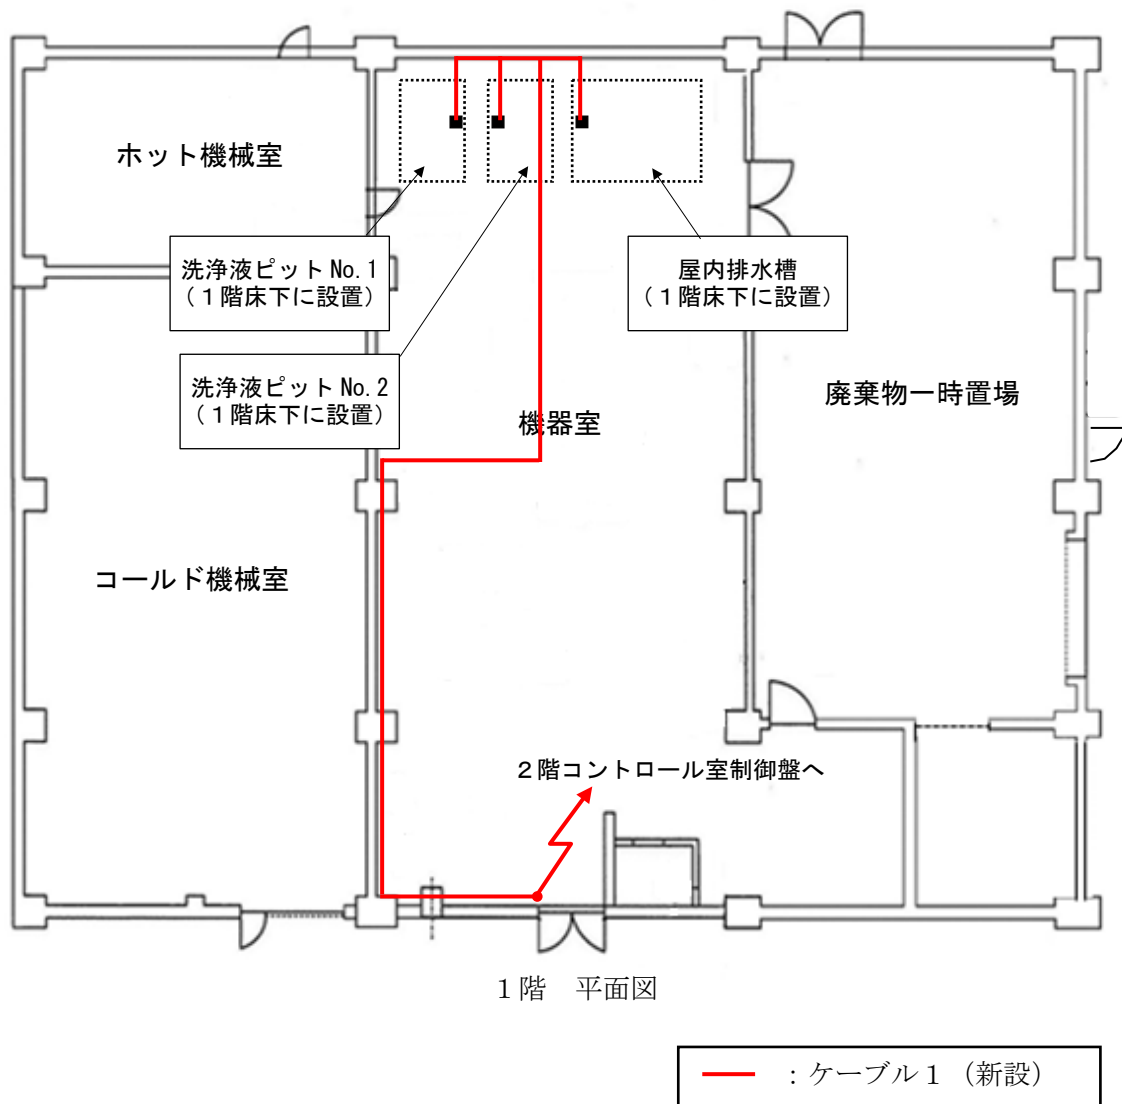 ホット機械室
洗浄液ピット No.1
(１階床下に設置)
屋内排水槽
(１階床下に設置)
洗浄液ピット No.2
(１階床下に設置)
廃棄物一時置場
機器室
コールド機械室
２階コントロール室制御盤へ
１階　平面図
：ケーブル１（新設）